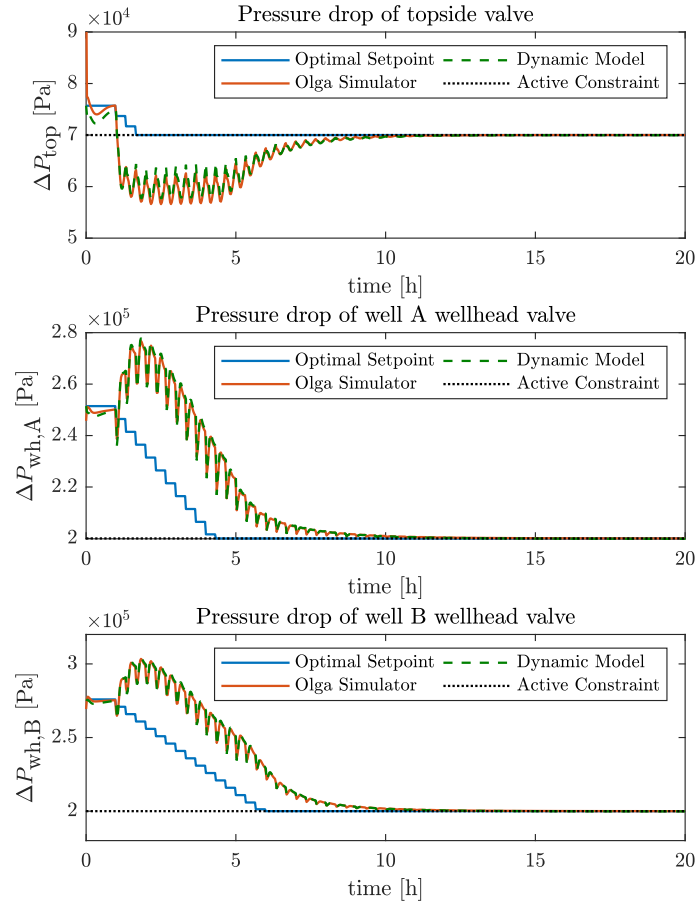 Pressure drop of topside valve
×10⁴
9
8
7
6
5
ΔP_top [Pa]
Optimal Setpoint
Olga Simulator
Dynamic Model
Active Constraint
0
5
10
15
20
time [h]
Pressure drop of well A wellhead valve
×10⁵
2.8
2.6
2.4
2.2
2
ΔP_wh,A [Pa]
Optimal Setpoint
Olga Simulator
Dynamic Model
Active Constraint
0
5
10
15
20
time [h]
Pressure drop of well B wellhead valve
×10⁵
3
2.5
2
ΔP_wh,B [Pa]
Optimal Setpoint
Olga Simulator
Dynamic Model
Active Constraint
0
5
10
15
20
time [h]